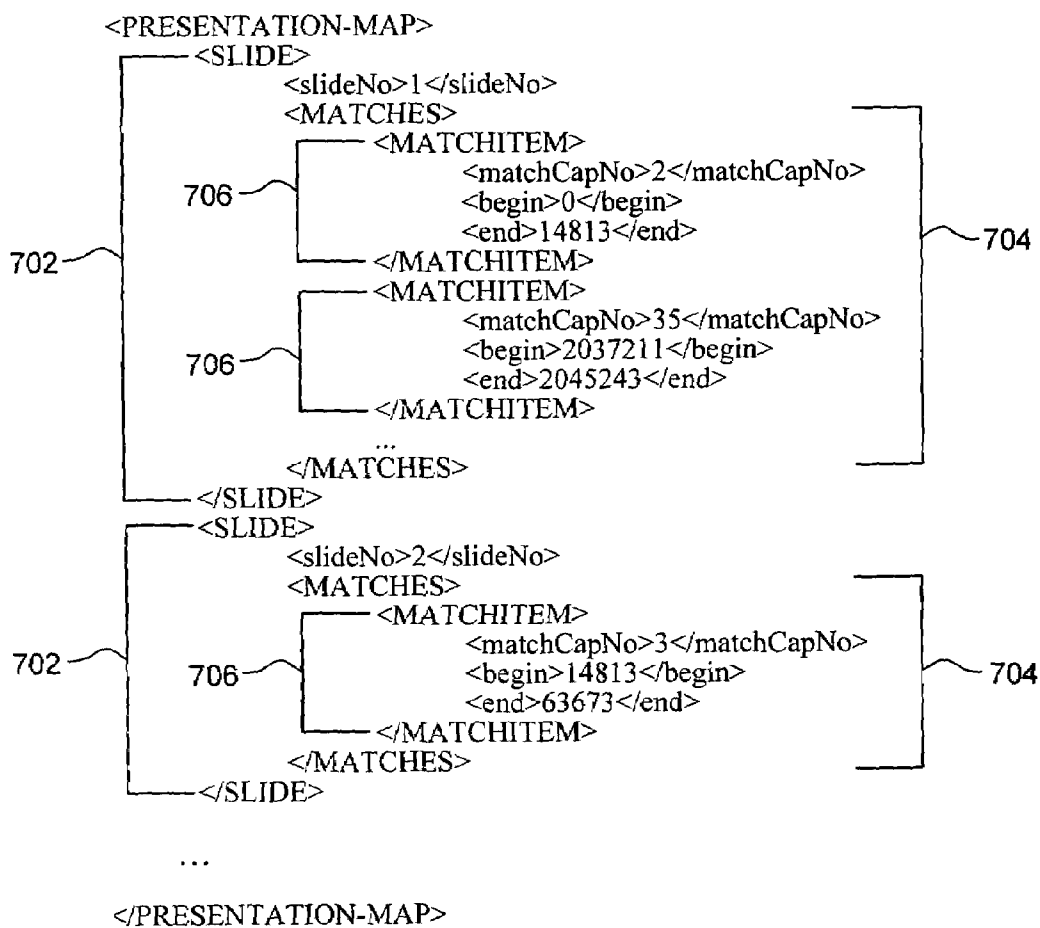 <PRESENTATION-MAP>
<SLIDE>
<slideNo>1</slideNo>
<MATCHES>
<MATCHITEM>
<matchCapNo>2</matchCapNo>
706
<begin>0</begin>
<end>14813</end>
704
702
</MATCHITEM>
<MATCHITEM>
<matchCapNo>35</matchCapNo>
<begin>2037211</begin>
706
<end>2045243</end>
</MATCHITEM>
...
</MATCHES>
</SLIDE>
<SLIDE>
<slideNo>2</slideNo>
<MATCHES>
<MATCHITEM>
<matchCapNo>3</matchCapNo>
702
706
<begin>14813</begin>
704
<end>63673</end>
</MATCHITEM>
</MATCHES>
</SLIDE>
...
</PRESENTATION-MAP>